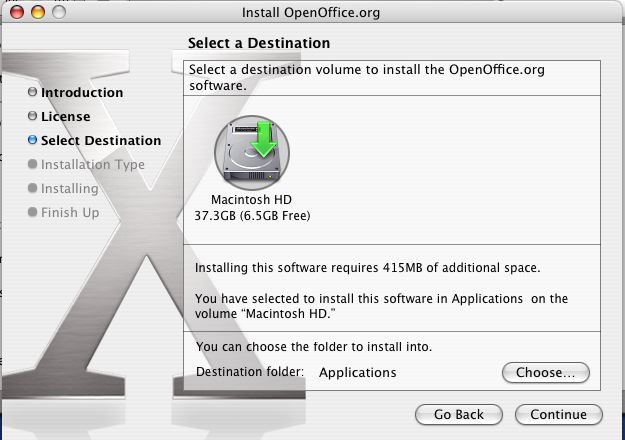 Install OpenOffice.org
Select a Destination
Introduction
License
Select Destination
Installation Type
Installing
Finish Up
Select a destination volume to install the OpenOffice.org
software.
Macintosh HD
37.3GB (6.5GB Free)
Installing this software requires 415MB of additional space.
You have selected to install this software in Applications on the
volume “Macintosh HD.”
You can choose the folder to install into.
Destination folder: Applications
Choose...
Go Back
Continue